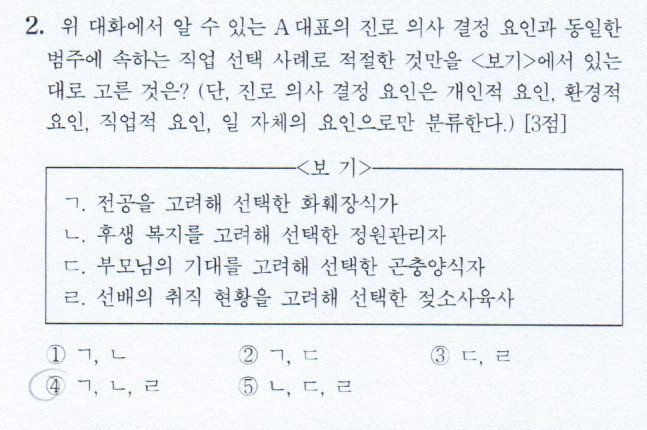 2. 위 대화에서 알 수 있는 A 대표의 진로 의사 결정 요인과 동일한
범주에 속하는 직업 선택 사례로 적절한 것만을 <보기>에서 있는
대로 고른 것은? (단, 진로 의사 결정 요인은 개인적 요인, 환경적
요인, 직업적 요인, 일 자체의 요인으로만 분류한다.) [3점]
<보 기>
ㄱ. 전공을 고려해 선택한 화훼장식가
ㄴ. 후생 복지를 고려해 선택한 정원관리자
ㄷ. 부모님의 기대를 고려해 선택한 곤충양식자
ㄹ. 선배의 취직 현황을 고려해 선택한 젖소사육사
① ㄱ, ㄴ ② ㄱ, ㄷ ③ ㄷ, ㄹ
④ ㄱ, ㄴ, ㄹ ⑤ ㄴ, ㄷ, ㄹ